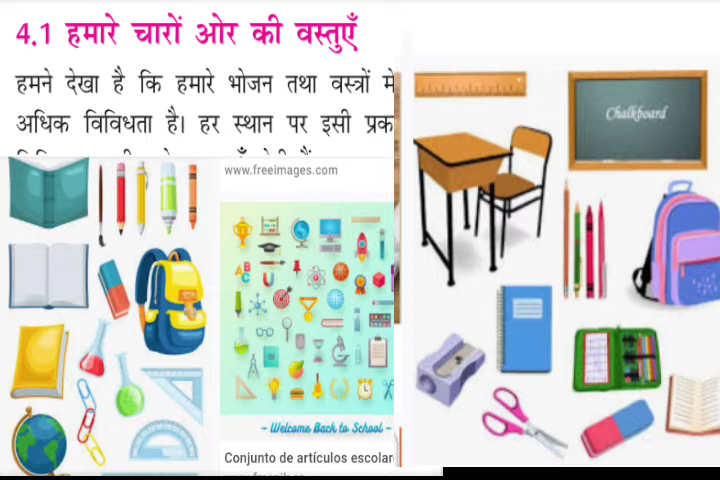 4.1 हमारे चारों ओर की वस्तुएँ
हमने देखा है कि हमारे भोजन तथा वस्त्रों में
अधिक विविधता है। हर स्थान पर इसी प्रक
www.freeimages.com
ABC
- Welcome Back to School -
Conjunto de artículos escolar
Chalkboard